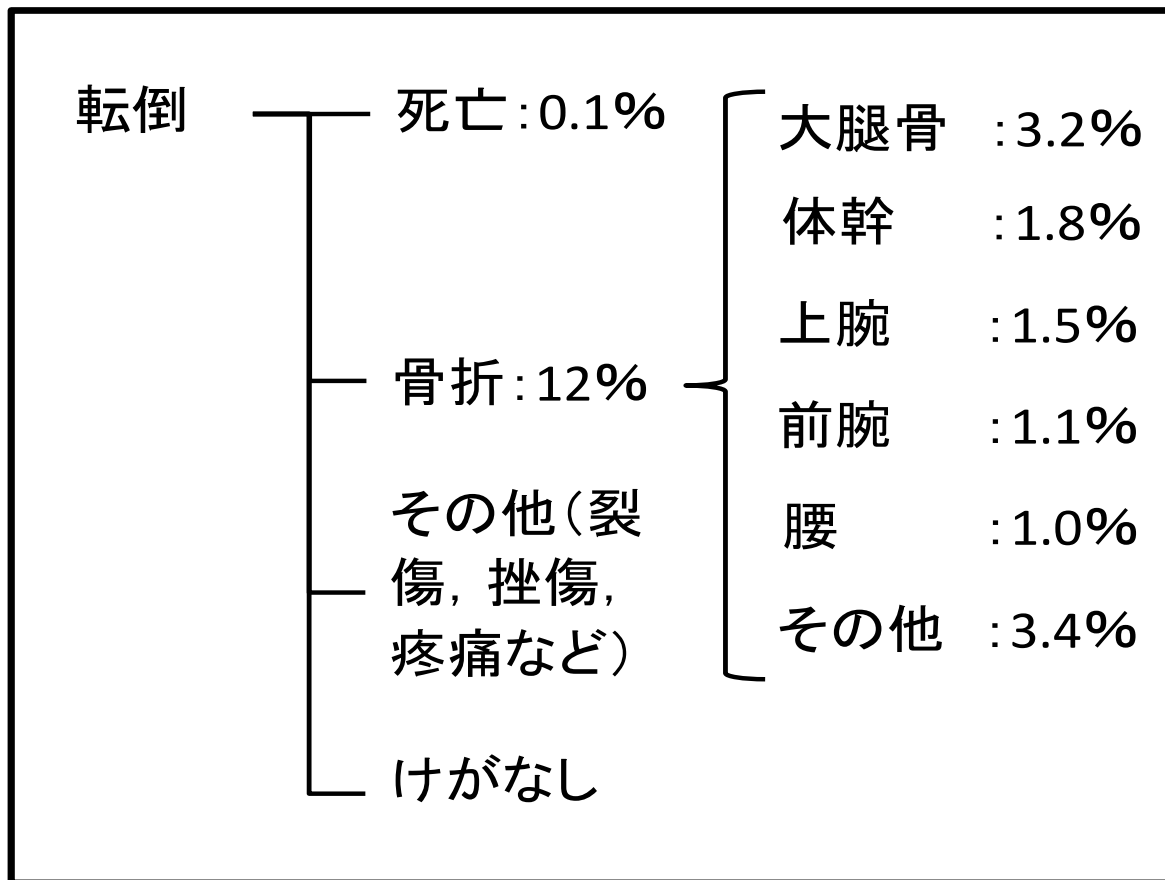 転倒
死亡：0.1%
骨折：12%
その他（裂
傷，挫傷，
疼痛など）
けがなし
大腿骨　：3.2%
体幹　：1.8%
上腕　：1.5%
前腕　：1.1%
腰　：1.0%
その他　：3.4%